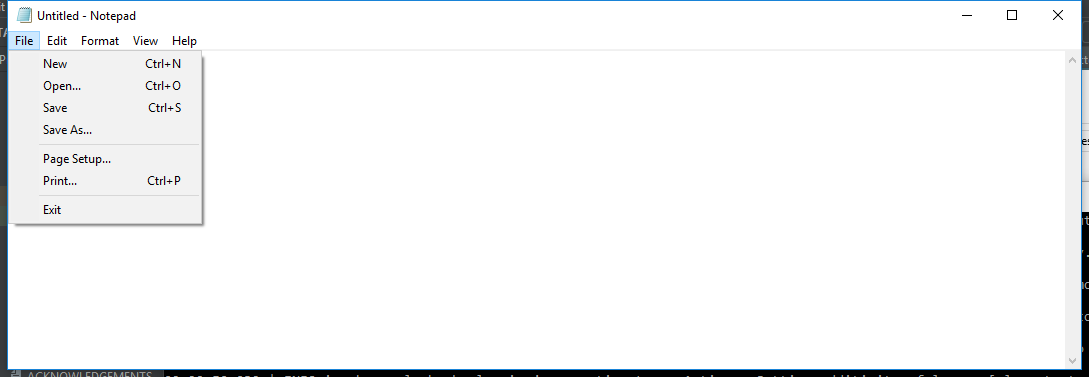 Untitled - Notepad
File Edit Format View Help
New Ctrl+N
Open... Ctrl+O
Save Ctrl+S
Save As...
Page Setup...
Print... Ctrl+P
Exit
ACKNOWLEDGEMENTS